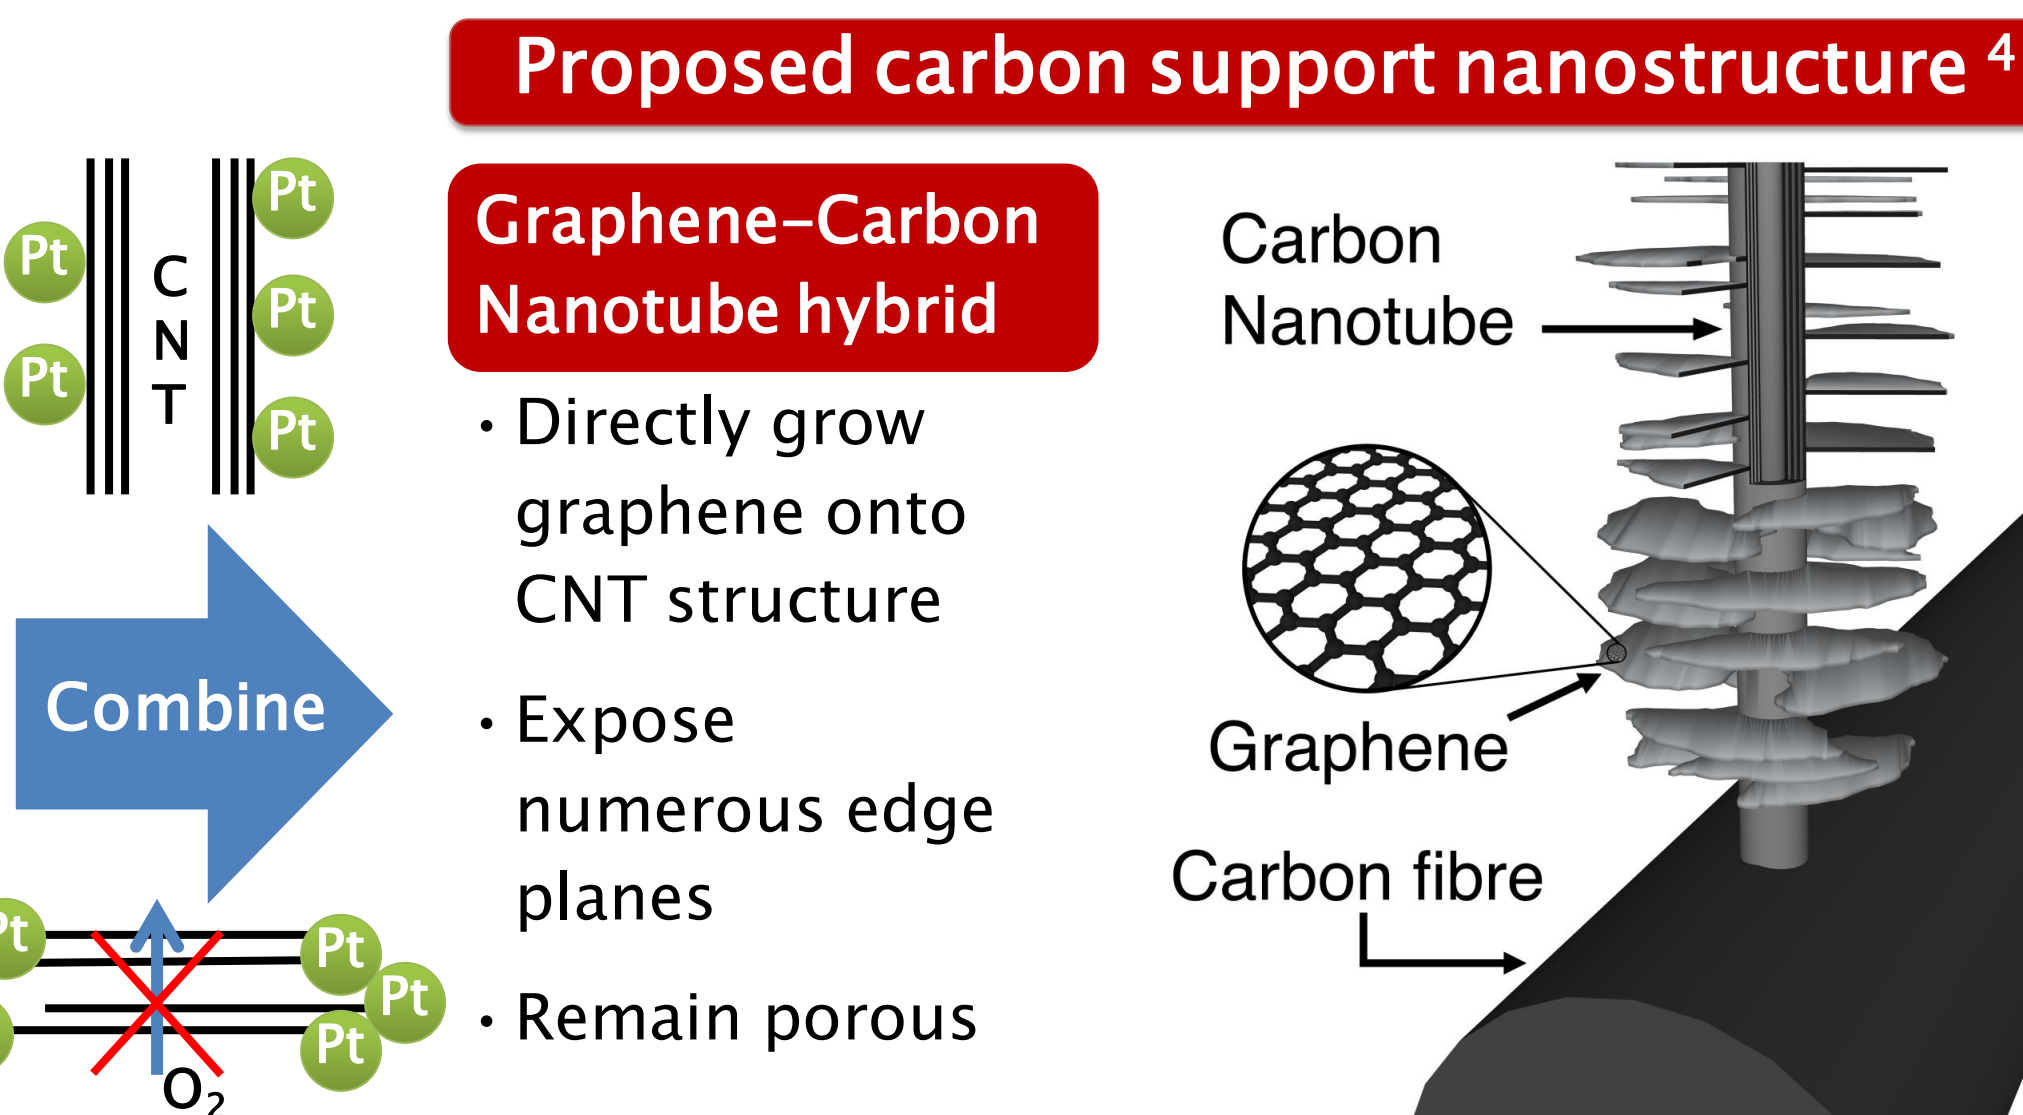 Proposed carbon support nanostructure ⁴
Pt
Pt
Pt
Pt
Pt
C
N
T
Combine
Pt
Pt
Pt
Pt
O₂
Graphene–Carbon
Nanotube hybrid
• Directly grow
graphene onto
CNT structure
• Expose
numerous edge
planes
• Remain porous
Carbon
Nanotube
Graphene
Carbon fibre